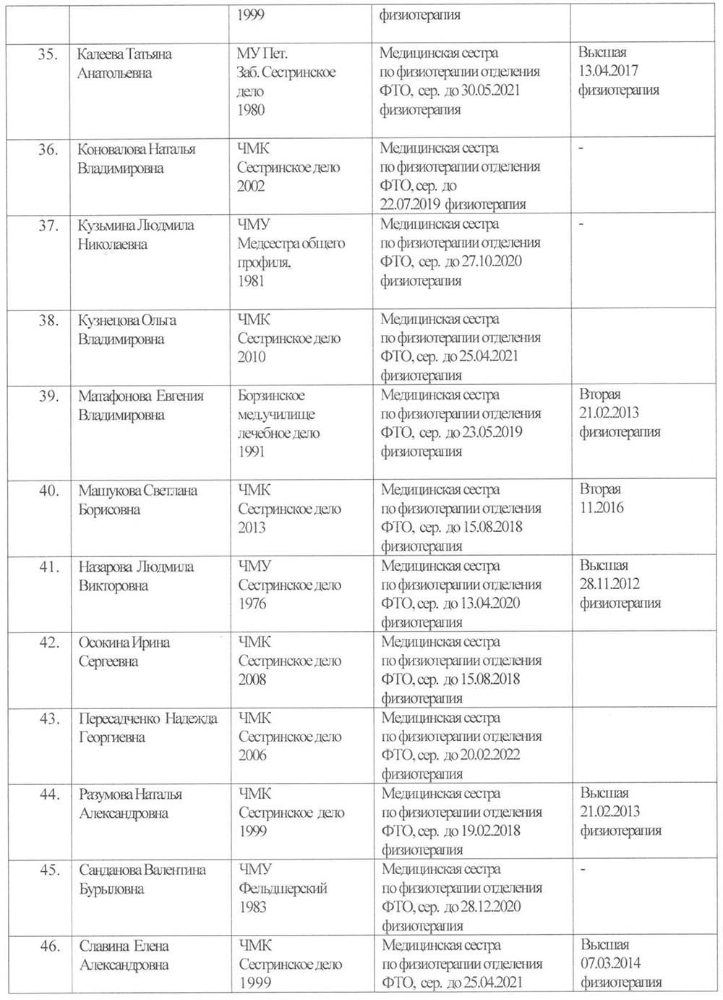 1999
физиотерапия
35.
Калеева Татьяна
Анатольевна
МУ Пет.
Заб. Сестринское
дело
1980
Медицинская сестра
по физиотерапии отделения
ФТО, сер. до 30.05.2021
физиотерапия
Высшая
13.04.2017
физиотерапия
36.
Коновалова Наталья
Владимировна
ЧМК
Сестринское дело
2002
Медицинская сестра
по физиотерапии отделения
ФТО, сер. до
22.07.2019 физиотерапия
-
37.
Кузьмина Людмила
Николаевна
ЧМУ
Медсестра общего
профиля,
1981
Медицинская сестра
по физиотерапии отделения
ФТО, сер. до 27.10.2020
физиотерапия
-
38.
Кузнецова Ольга
Владимировна
ЧМК
Сестринское дело
2010
Медицинская сестра
по физиотерапии отделения
ФТО, сер. до 25.04.2021
физиотерапия
39.
Матафонова Евгения
Владимировна
Борзинское
мед.училище
лечебное дело
1991
Медицинская сестра
по физиотерапии отделения
ФТО, сер. до 23.05.2019
физиотерапия
Вторая
21.02.2013
физиотерапия
40.
Машукова Светлана
Борисовна
ЧМК
Сестринское дело
2013
Медицинская сестра
по физиотерапии отделения
ФТО, сер. до 15.08.2018
физиотерапия
Вторая
11.2016
41.
Назарова Людмила
Викторовна
ЧМУ
Сестринское дело
1976
Медицинская сестра
по физиотерапии отделения
ФТО, сер. до 13.04.2020
физиотерапия
Высшая
28.11.2012
физиотерапия
42.
Осокина Ирина
Сергеевна
ЧМК
Сестринское дело
2008
Медицинская сестра
по физиотерапии отделения
ФТО, сер. до 15.08.2018
физиотерапия
43.
Пересадченко Надежда
Георгиевна
ЧМК
Сестринское дело
2006
Медицинская сестра
по физиотерапии отделения
ФТО, сер. до 20.02.2022
физиотерапия
44.
Разумова Наталья
Александровна
ЧМК
Сестринское дело
1999
Медицинская сестра
по физиотерапии отделения
ФТО, сер. до 19.02.2018
физиотерапия
Высшая
21.02.2013
физиотерапия
45.
Санданова Валентина
Бурыловна
ЧМУ
Фельдшерский
1983
Медицинская сестра
по физиотерапии отделения
ФТО, сер. до 28.12.2020
физиотерапия
-
46.
Славина Елена
Александровна
ЧМК
Сестринское дело
1999
Медицинская сестра
по физиотерапии отделения
ФТО, сер. до 25.04.2021
Высшая
07.03.2014
физиотерапия